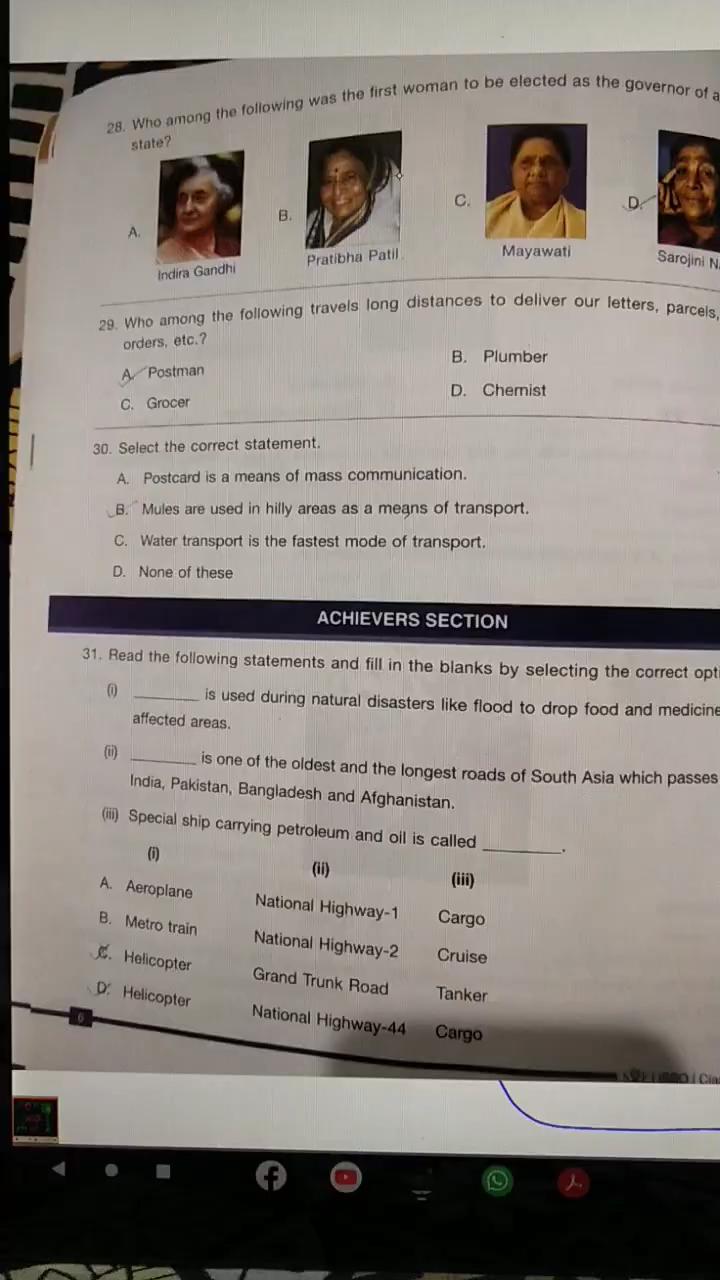 28. Who among the following was the first woman to be elected as the governor of a
state?
A.
B.
C.
D.
Indira Gandhi
Pratibha Patil
Mayawati
Sarojini N
29. Who among the following travels long distances to deliver our letters, parcels,
orders, etc.?
A. Postman
B. Plumber
C. Grocer
D. Chemist
30. Select the correct statement.
A. Postcard is a means of mass communication.
B. Mules are used in hilly areas as a means of transport.
C. Water transport is the fastest mode of transport.
D. None of these
ACHIEVERS SECTION
31. Read the following statements and fill in the blanks by selecting the correct opt
(i) ________ is used during natural disasters like flood to drop food and medicine
affected areas.
(ii) ________ is one of the oldest and the longest roads of South Asia which passes
India, Pakistan, Bangladesh and Afghanistan.
(iii) Special ship carrying petroleum and oil is called ________.
(i) (ii) (iii)
A. Aeroplane National Highway-1 Cargo
B. Metro train National Highway-2 Cruise
C. Helicopter Grand Trunk Road Tanker
D. Helicopter National Highway-44 Cargo
6